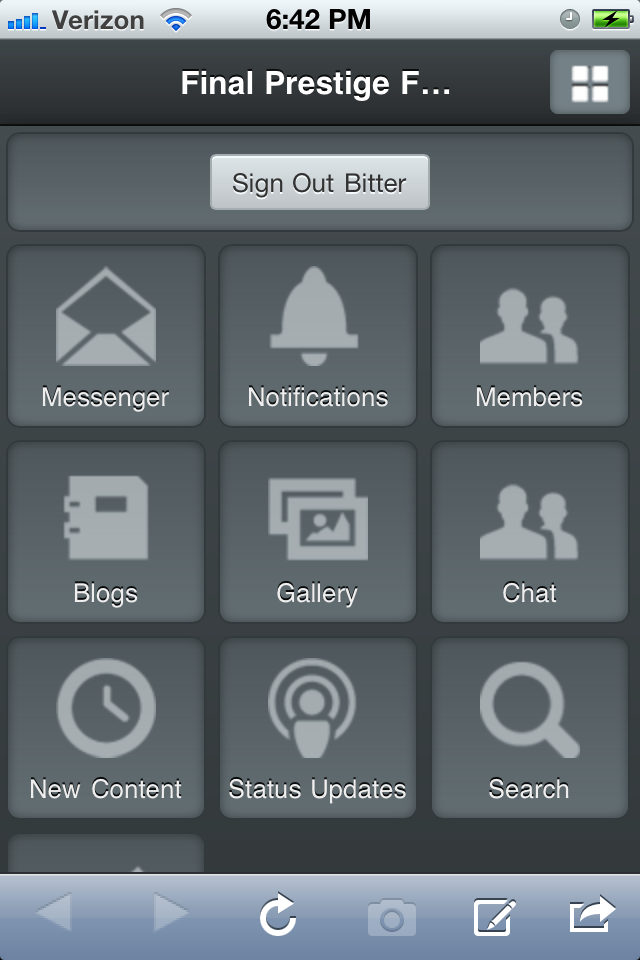 Verizon 6:42 PM
Final Prestige F...
Sign Out Bitter
Messenger Notifications Members
Blogs Gallery Chat
New Content Status Updates Search